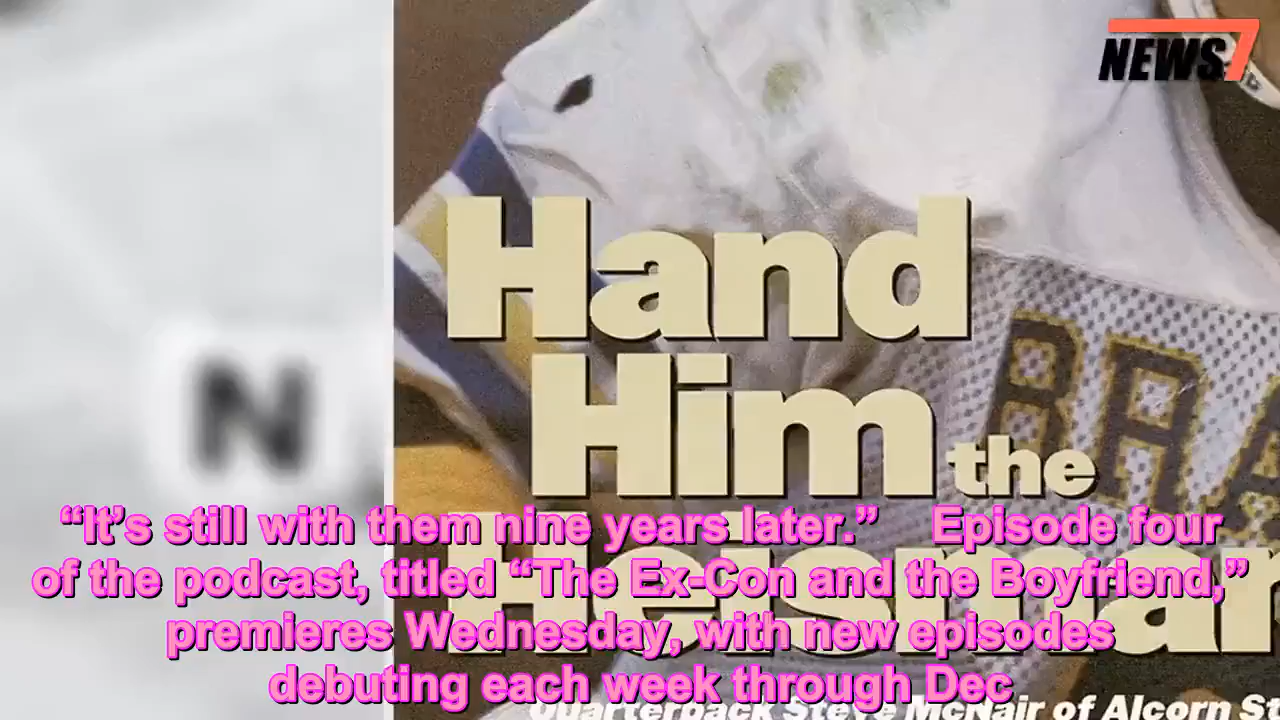 NEWS7
N
BRA
Hand
Him the
Heisman
“It’s still with them nine years later.” Episode four
of the podcast, titled “The Ex-Con and the Boyfriend,”
premieres Wednesday, with new episodes
debuting each week through Dec
Quarterback Steve McNair of Alcorn St